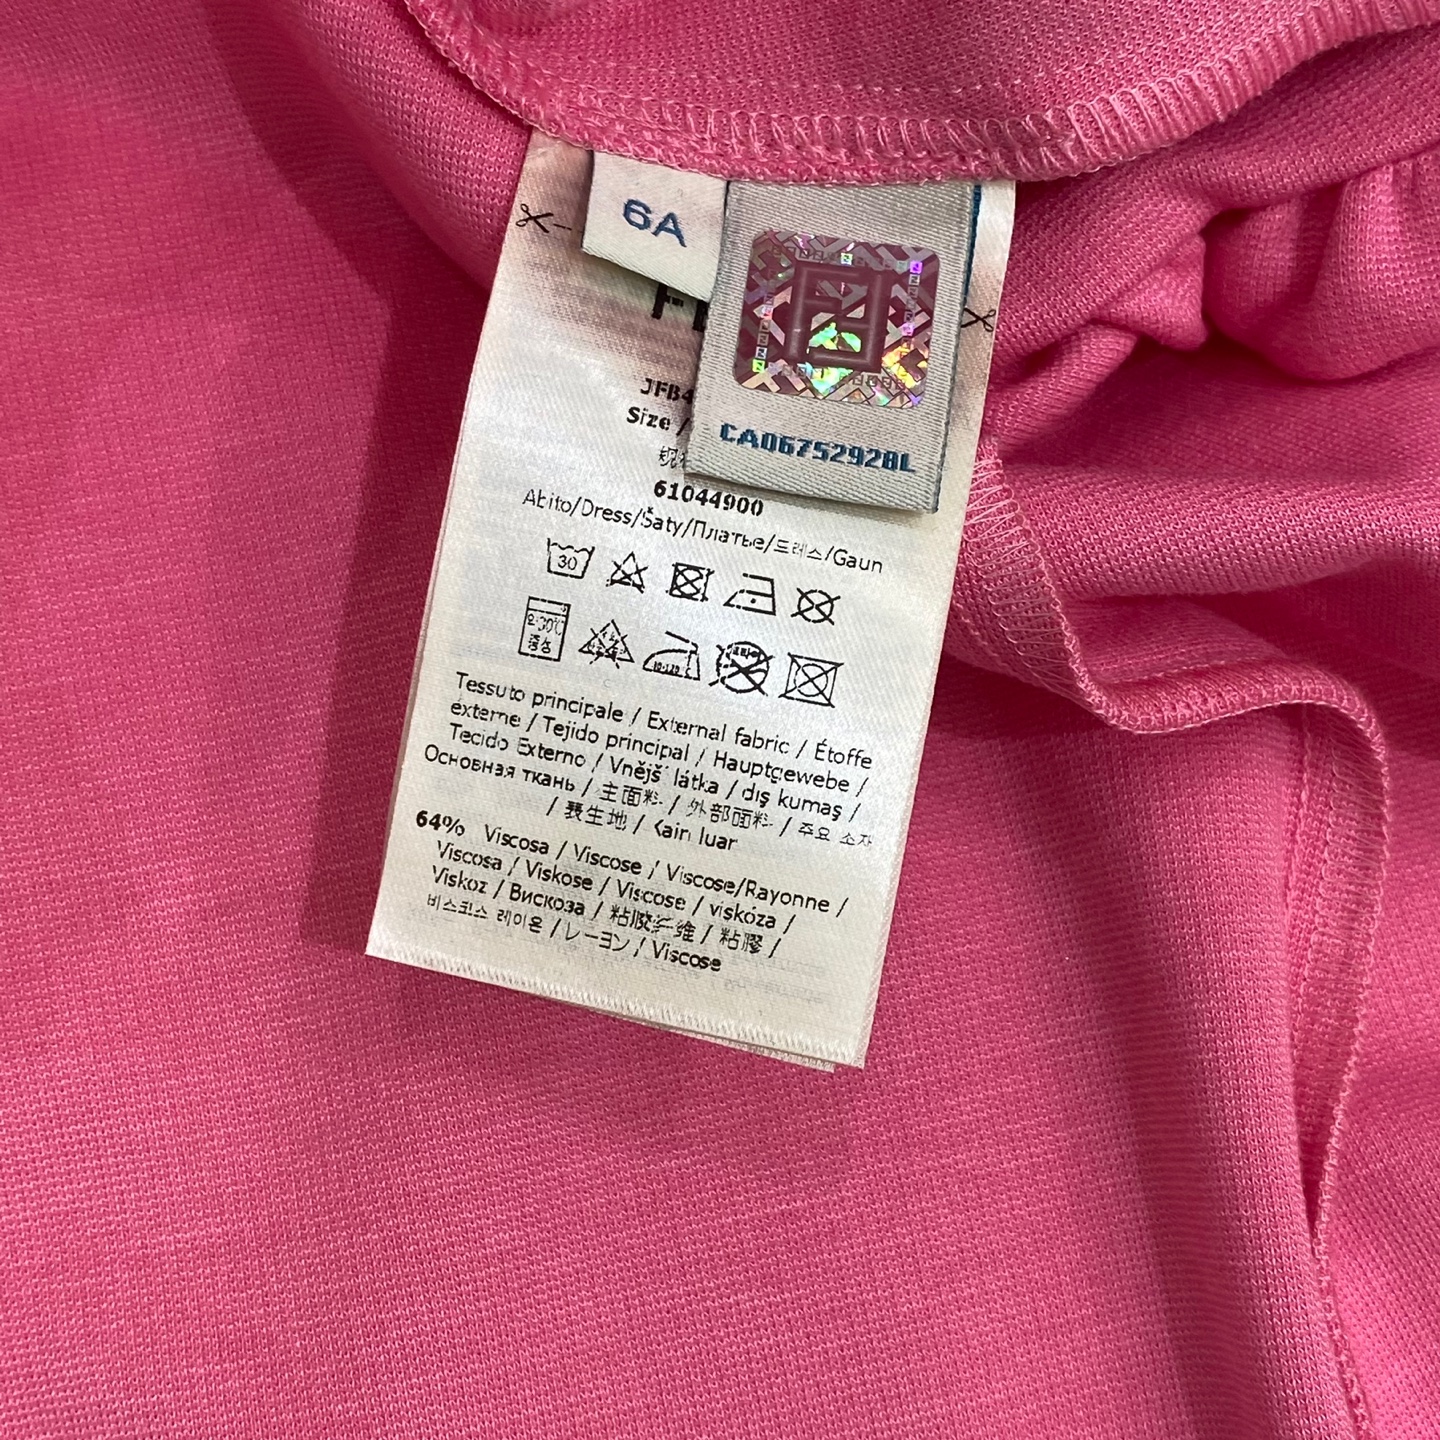 6A
CA06752928L
Size /
61044900
Abito/Dress/Šaty/Платье/드레스/Gaun
30
중성
Tessuto principale / External fabric / Étoffe
externe / Tejido principal / Hauptgewebe /
Tecido Externo / Vnější látka / dış kumaş /
Основная ткань / 主面料 / 外部面料 / 주요 소자
/ 表生地 / Kain luar
64% Viscosa / Viscose / Viscose/Rayonne /
Viscosa / Viskose / Viscose / viskóza /
Viskoz / Вискоза / 粘胶纤维 / 粘膠 /
비스코스 레이온 / レーヨン / Viscose